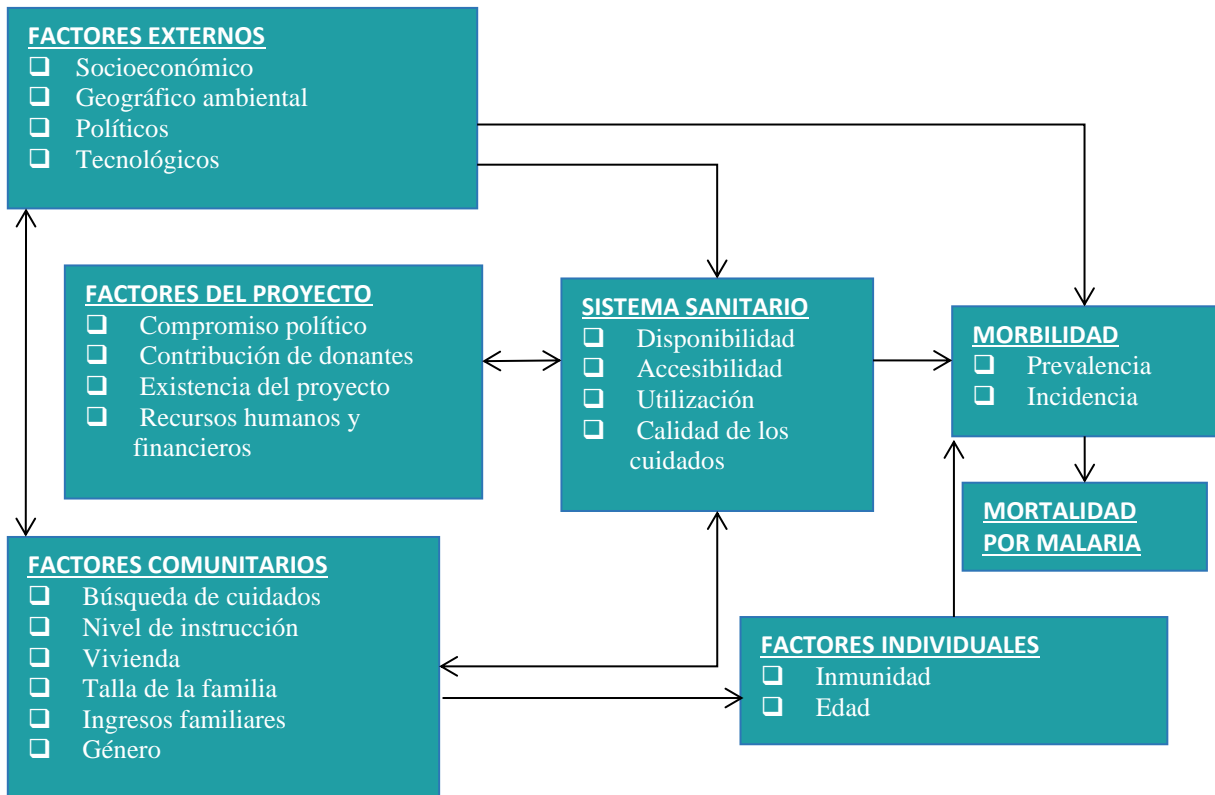 FACTORES EXTERNOS
❑ Socioeconómico
❑ Geográfico ambiental
❑ Políticos
❑ Tecnológicos
FACTORES DEL PROYECTO
❑ Compromiso político
❑ Contribución de donantes
❑ Existencia del proyecto
❑ Recursos humanos y
financieros
SISTEMA SANITARIO
❑ Disponibilidad
❑ Accesibilidad
❑ Utilización
❑ Calidad de los
cuidados
MORBILIDAD
❑ Prevalencia
❑ Incidencia
MORTALIDAD
POR MALARIA
FACTORES COMUNITARIOS
❑ Búsqueda de cuidados
❑ Nivel de instrucción
❑ Vivienda
❑ Talla de la familia
❑ Ingresos familiares
❑ Género
FACTORES INDIVIDUALES
❑ Inmunidad
❑ Edad